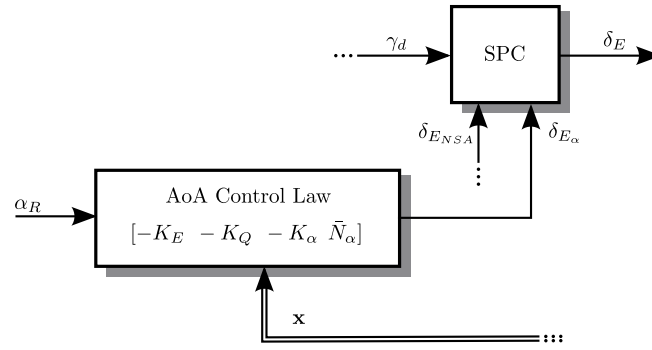 ··· γ_d SPC δ_E
δ_{E_{NSA}} δ_{E_α}
α_R AoA Control Law
[−K_E −K_Q −K_α N̄_α]
x